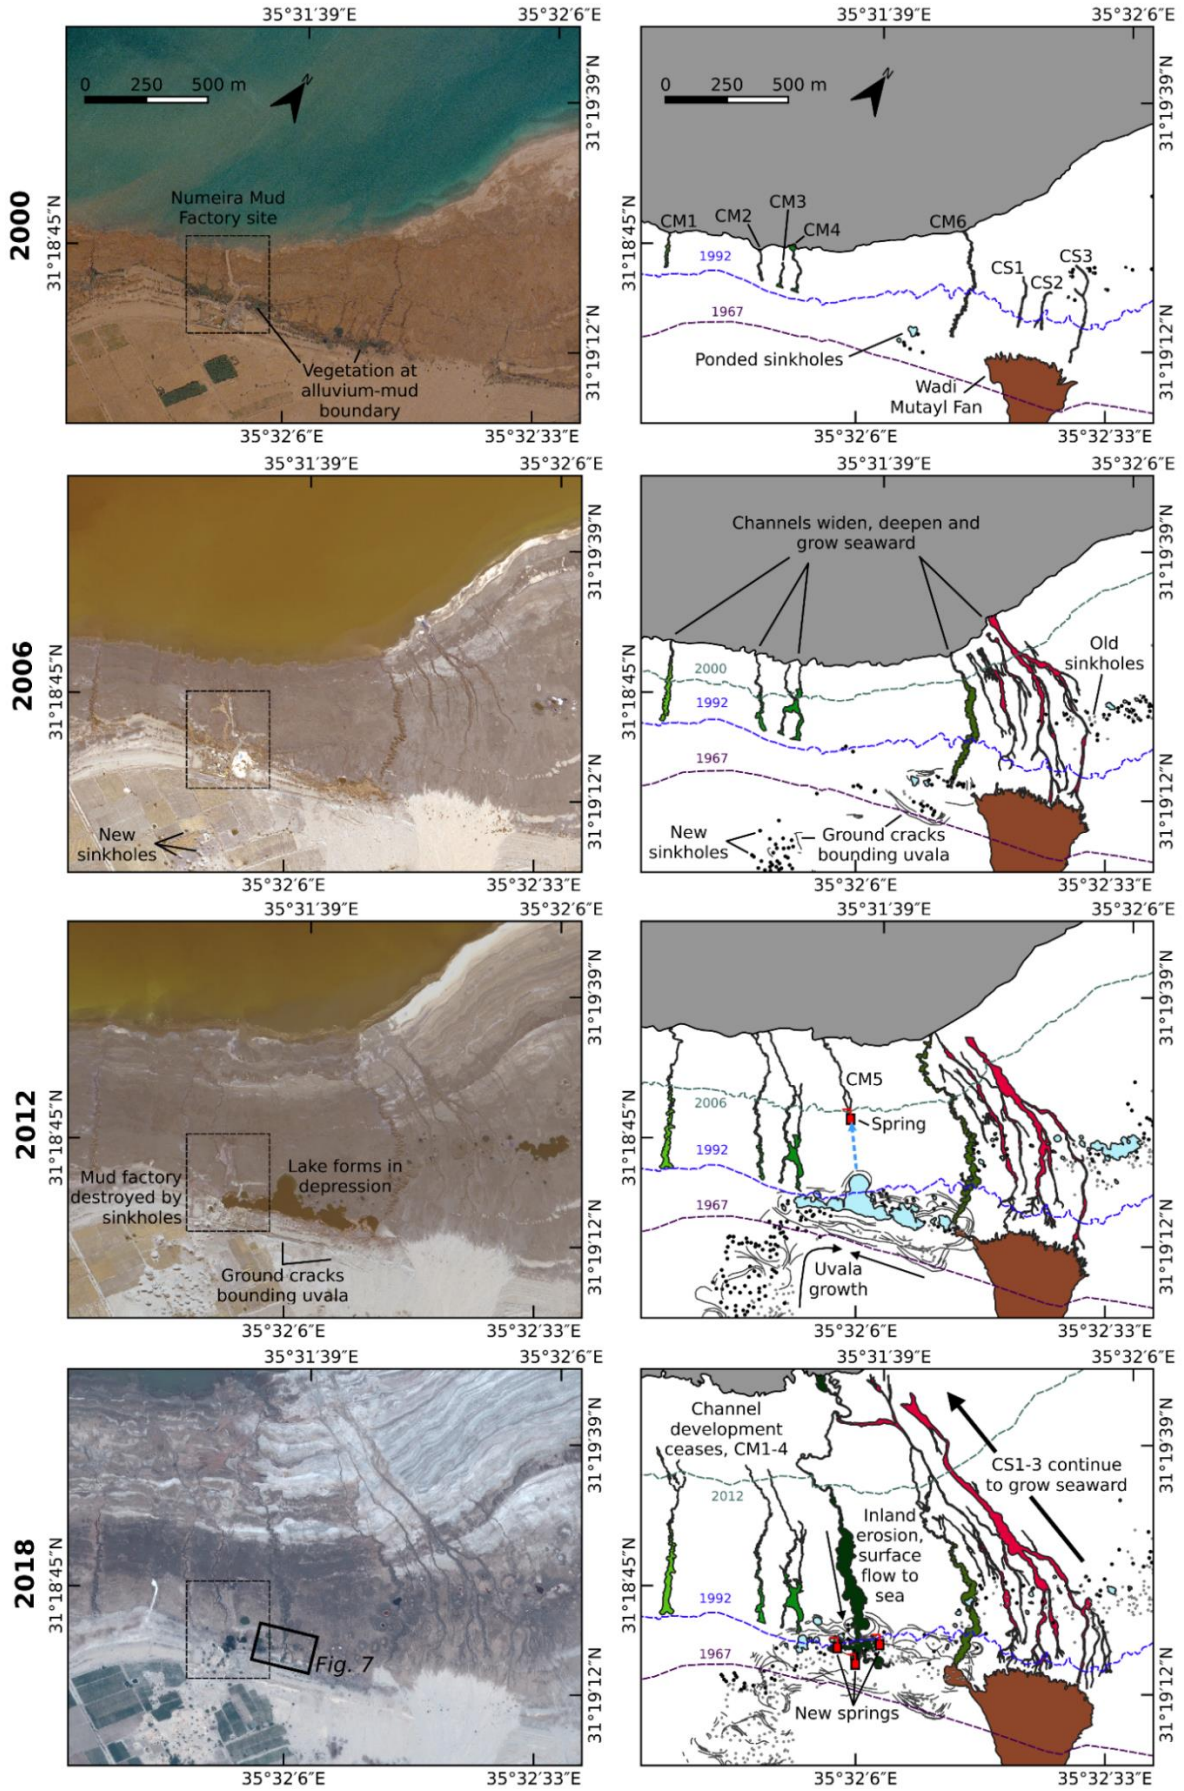 35°31′39″E
35°32′6″E
35°31′39″E
35°32′6″E
2000
31°18′45″N
0 250 500 m
N
Numeira Mud
Factory site
Vegetation at
alluvium-mud
boundary
31°19′39″N
31°19′12″N
35°32′6″E
35°32′33″E
31°18′45″N
0 250 500 m
N
CM1
CM2
CM3
CM4
CM6
CS1
CS2
CS3
1992
1967
Ponded sinkholes
Wadi
Mutayl Fan
31°19′39″N
31°19′12″N
35°32′6″E
35°32′33″E
35°31′39″E
35°32′6″E
35°31′39″E
35°32′6″E
2006
31°18′45″N
New
sinkholes
31°19′39″N
31°19′12″N
35°32′6″E
35°32′33″E
31°18′45″N
Channels widen, deepen and
grow seaward
Old
sinkholes
2000
1992
1967
New
sinkholes
Ground cracks
bounding uvala
31°19′39″N
31°19′12″N
35°32′6″E
35°32′33″E
35°31′39″E
35°32′6″E
35°31′39″E
35°32′6″E
2012
31°18′45″N
Mud factory
destroyed by
sinkholes
Lake forms in
depression
Ground cracks
bounding uvala
31°19′39″N
31°19′12″N
35°32′6″E
35°32′33″E
31°18′45″N
CM5
2006
Spring
1992
1967
Uvala
growth
31°19′39″N
31°19′12″N
35°32′6″E
35°32′33″E
35°31′39″E
35°32′6″E
35°31′39″E
35°32′6″E
2018
31°18′45″N
Fig. 7
31°19′39″N
31°19′12″N
35°32′6″E
35°32′33″E
31°18′45″N
Channel
development
ceases, CM1-4
CS1-3 continue
to grow seaward
2012
Inland
erosion,
surface
flow to
sea
1992
1967
New springs
31°19′39″N
31°19′12″N
35°32′6″E
35°32′33″E